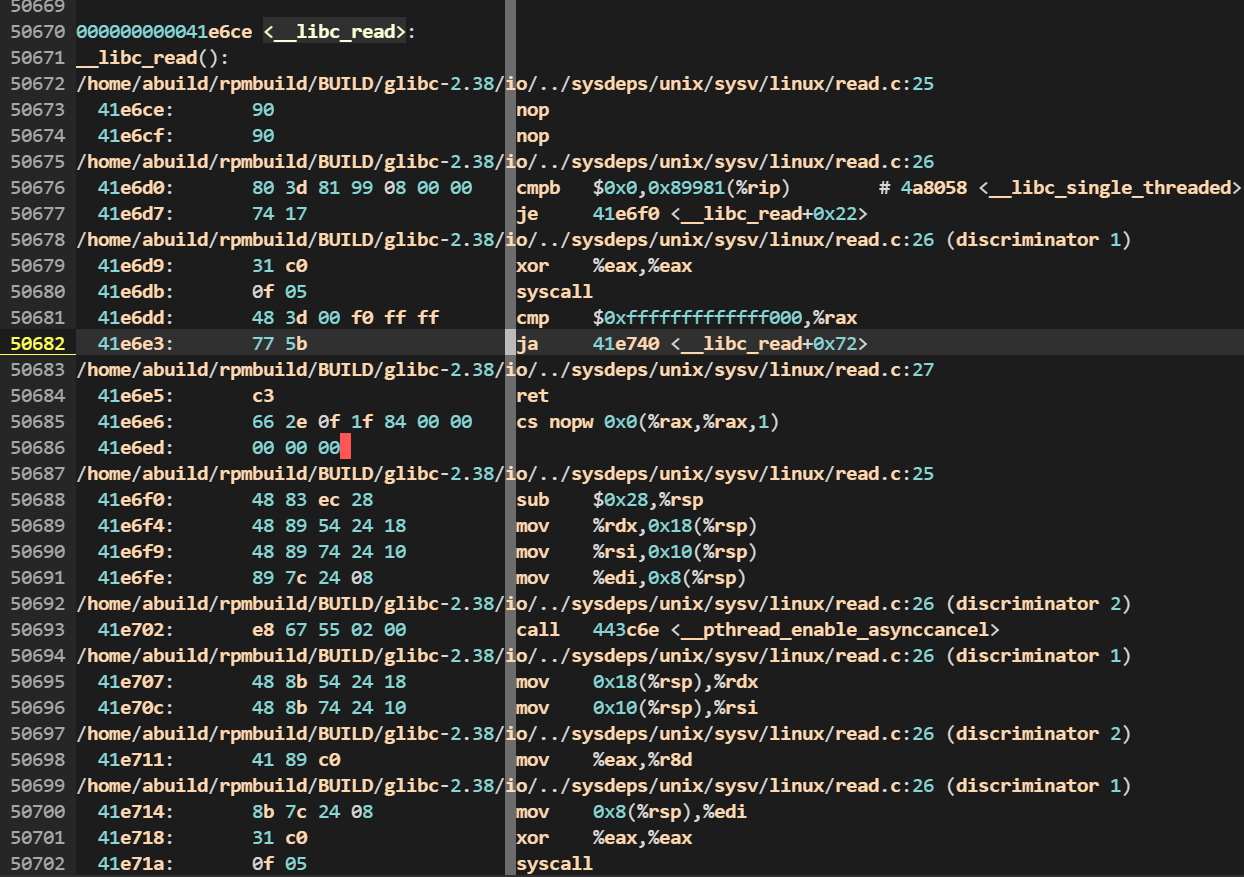 50669
50670 000000000041e6ce <__libc_read>:
50671 __libc_read():
50672 /home/abuild/rpmbuild/BUILD/glibc-2.38/io/../sysdeps/unix/sysv/linux/read.c:25
50673   41e6ce:       90                      nop
50674   41e6cf:       90                      nop
50675 /home/abuild/rpmbuild/BUILD/glibc-2.38/io/../sysdeps/unix/sysv/linux/read.c:26
50676   41e6d0:       80 3d 81 99 08 00 00    cmpb   $0x0,0x89981(%rip)        # 4a8058 <__libc_single_threaded>
50677   41e6d7:       74 17                   je     41e6f0 <__libc_read+0x22>
50678 /home/abuild/rpmbuild/BUILD/glibc-2.38/io/../sysdeps/unix/sysv/linux/read.c:26 (discriminator 1)
50679   41e6d9:       31 c0                   xor    %eax,%eax
50680   41e6db:       0f 05                   syscall
50681   41e6dd:       48 3d 00 f0 ff ff       cmp    $0xfffffffffffff000,%rax
50682   41e6e3:       77 5b                   ja     41e740 <__libc_read+0x72>
50683 /home/abuild/rpmbuild/BUILD/glibc-2.38/io/../sysdeps/unix/sysv/linux/read.c:27
50684   41e6e5:       c3                      ret
50685   41e6e6:       66 2e 0f 1f 84 00 00    cs nopw 0x0(%rax,%rax,1)
50686   41e6ed:       00 00 00
50687 /home/abuild/rpmbuild/BUILD/glibc-2.38/io/../sysdeps/unix/sysv/linux/read.c:25
50688   41e6f0:       48 83 ec 28             sub    $0x28,%rsp
50689   41e6f4:       48 89 54 24 18          mov    %rdx,0x18(%rsp)
50690   41e6f9:       48 89 74 24 10          mov    %rsi,0x10(%rsp)
50691   41e6fe:       89 7c 24 08             mov    %edi,0x8(%rsp)
50692 /home/abuild/rpmbuild/BUILD/glibc-2.38/io/../sysdeps/unix/sysv/linux/read.c:26 (discriminator 2)
50693   41e702:       e8 67 55 02 00          call   443c6e <__pthread_enable_asynccancel>
50694 /home/abuild/rpmbuild/BUILD/glibc-2.38/io/../sysdeps/unix/sysv/linux/read.c:26 (discriminator 1)
50695   41e707:       48 8b 54 24 18          mov    0x18(%rsp),%rdx
50696   41e70c:       48 8b 74 24 10          mov    0x10(%rsp),%rsi
50697 /home/abuild/rpmbuild/BUILD/glibc-2.38/io/../sysdeps/unix/sysv/linux/read.c:26 (discriminator 2)
50698   41e711:       41 89 c0                mov    %eax,%r8d
50699 /home/abuild/rpmbuild/BUILD/glibc-2.38/io/../sysdeps/unix/sysv/linux/read.c:26 (discriminator 1)
50700   41e714:       8b 7c 24 08             mov    0x8(%rsp),%edi
50701   41e718:       31 c0                   xor    %eax,%eax
50702   41e71a:       0f 05                   syscall